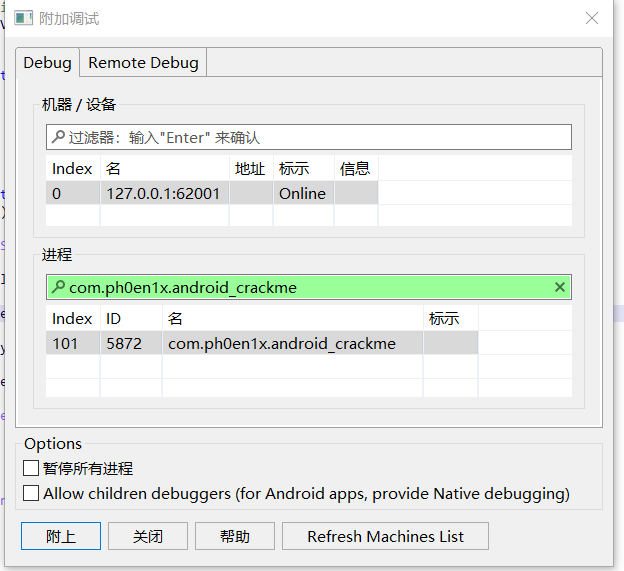 附加调试
Debug
Remote Debug
机器 / 设备
过滤器：输入"Enter" 来确认
Index 名 地址 标示 信息
0 127.0.0.1:62001 Online
进程
com.ph0en1x.android_crackme
Index ID 名 标示
101 5872 com.ph0en1x.android_crackme
Options
暂停所有进程
Allow children debuggers (for Android apps, provide Native debugging)
附上 关闭 帮助 Refresh Machines List